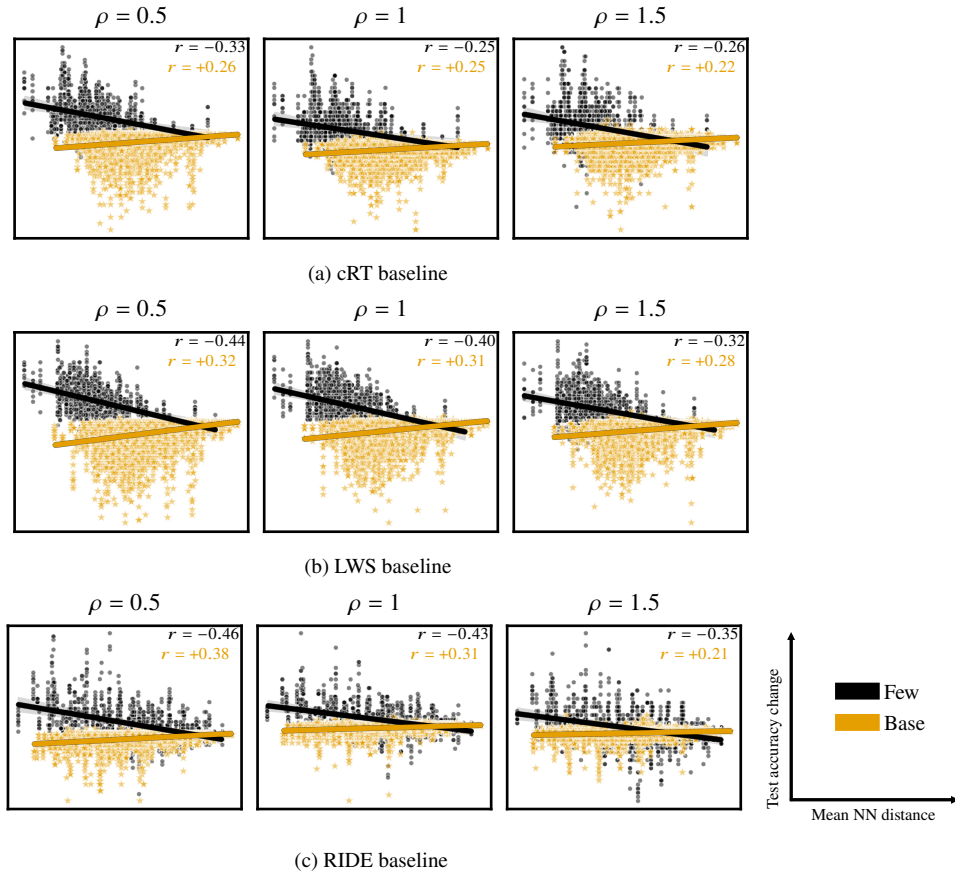 ρ = 0.5 ρ = 1 ρ = 1.5
r = −0.33 r = −0.25 r = −0.26
r = +0.26 r = +0.25 r = +0.22
(a) cRT baseline
ρ = 0.5 ρ = 1 ρ = 1.5
r = −0.44 r = −0.40 r = −0.32
r = +0.32 r = +0.31 r = +0.28
(b) LWS baseline
ρ = 0.5 ρ = 1 ρ = 1.5
r = −0.46 r = −0.43 r = −0.35
r = +0.38 r = +0.31 r = +0.21
Test accuracy change
Few
Base
Mean NN distance
(c) RIDE baseline